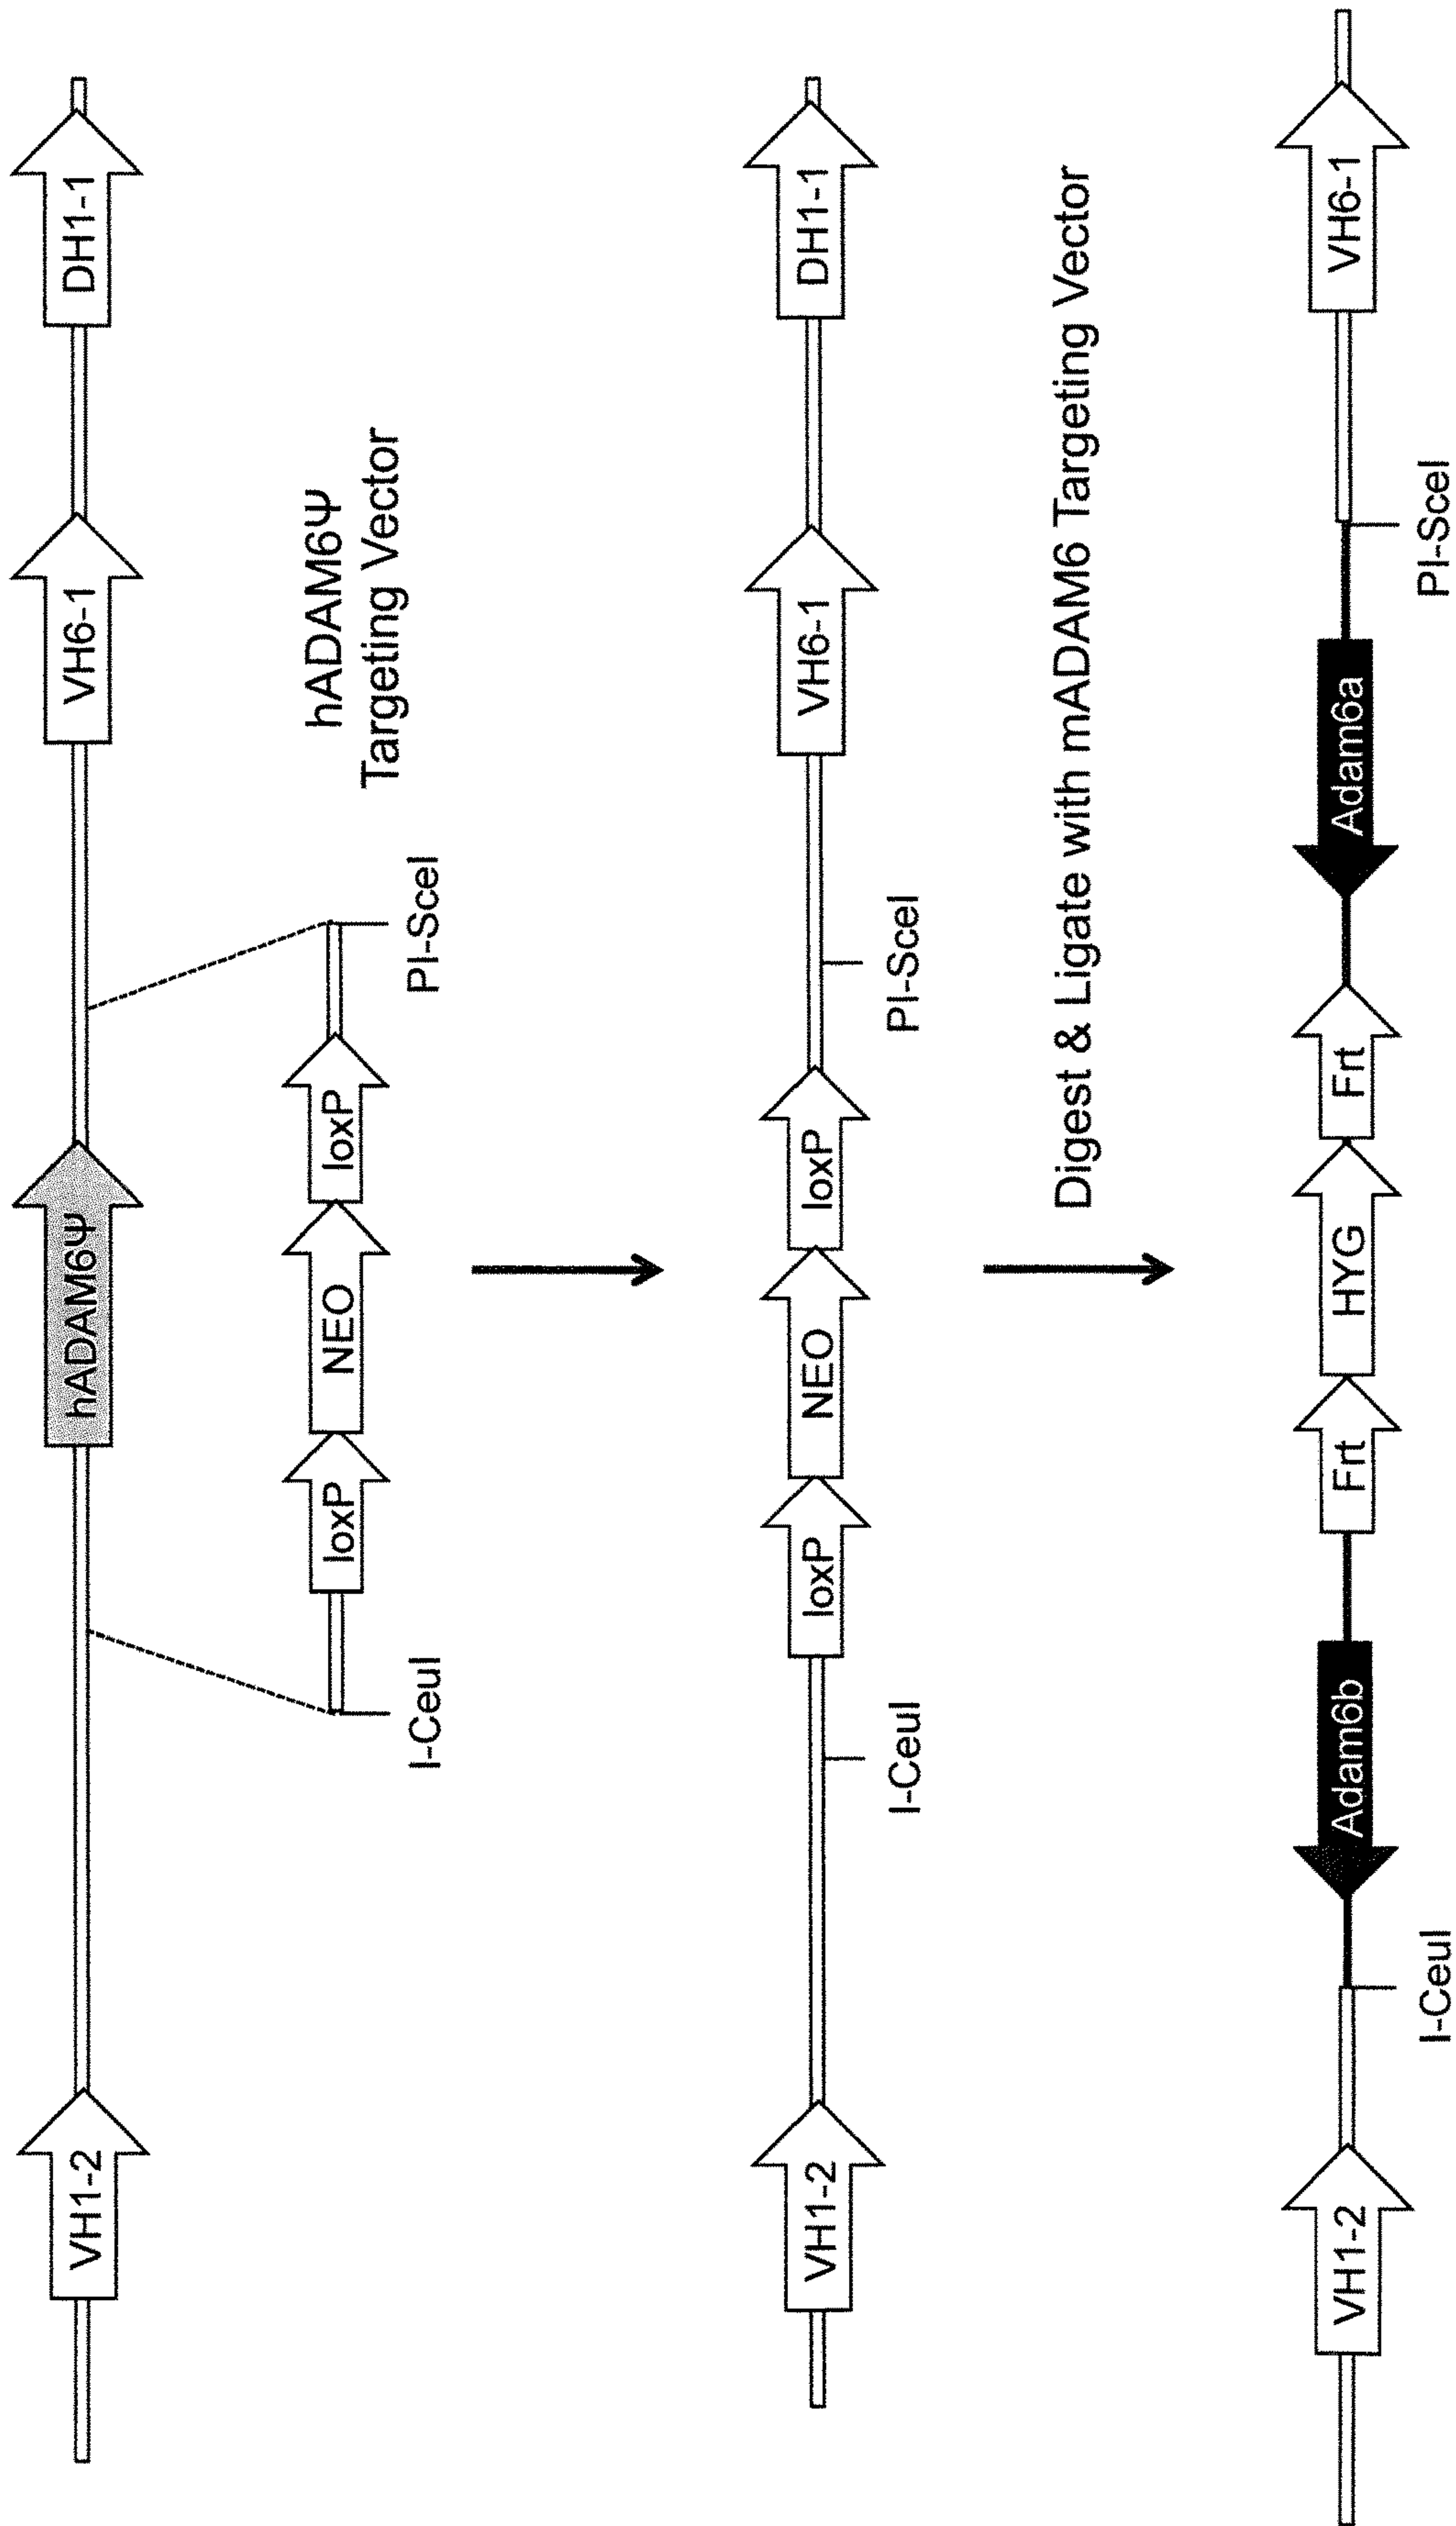 VH1-2
hADAM6Ψ
VH6-1
DH1-1
hADAM6Ψ
Targeting Vector
loxP
NEO
loxP
I-CeuI
PI-SceI
VH1-2
loxP
NEO
loxP
VH6-1
DH1-1
I-CeuI
PI-SceI
Digest & Ligate with mADAM6 Targeting Vector
VH1-2
Adam6b
Frt
HYG
Frt
Adam6a
VH6-1
I-CeuI
PI-SceI